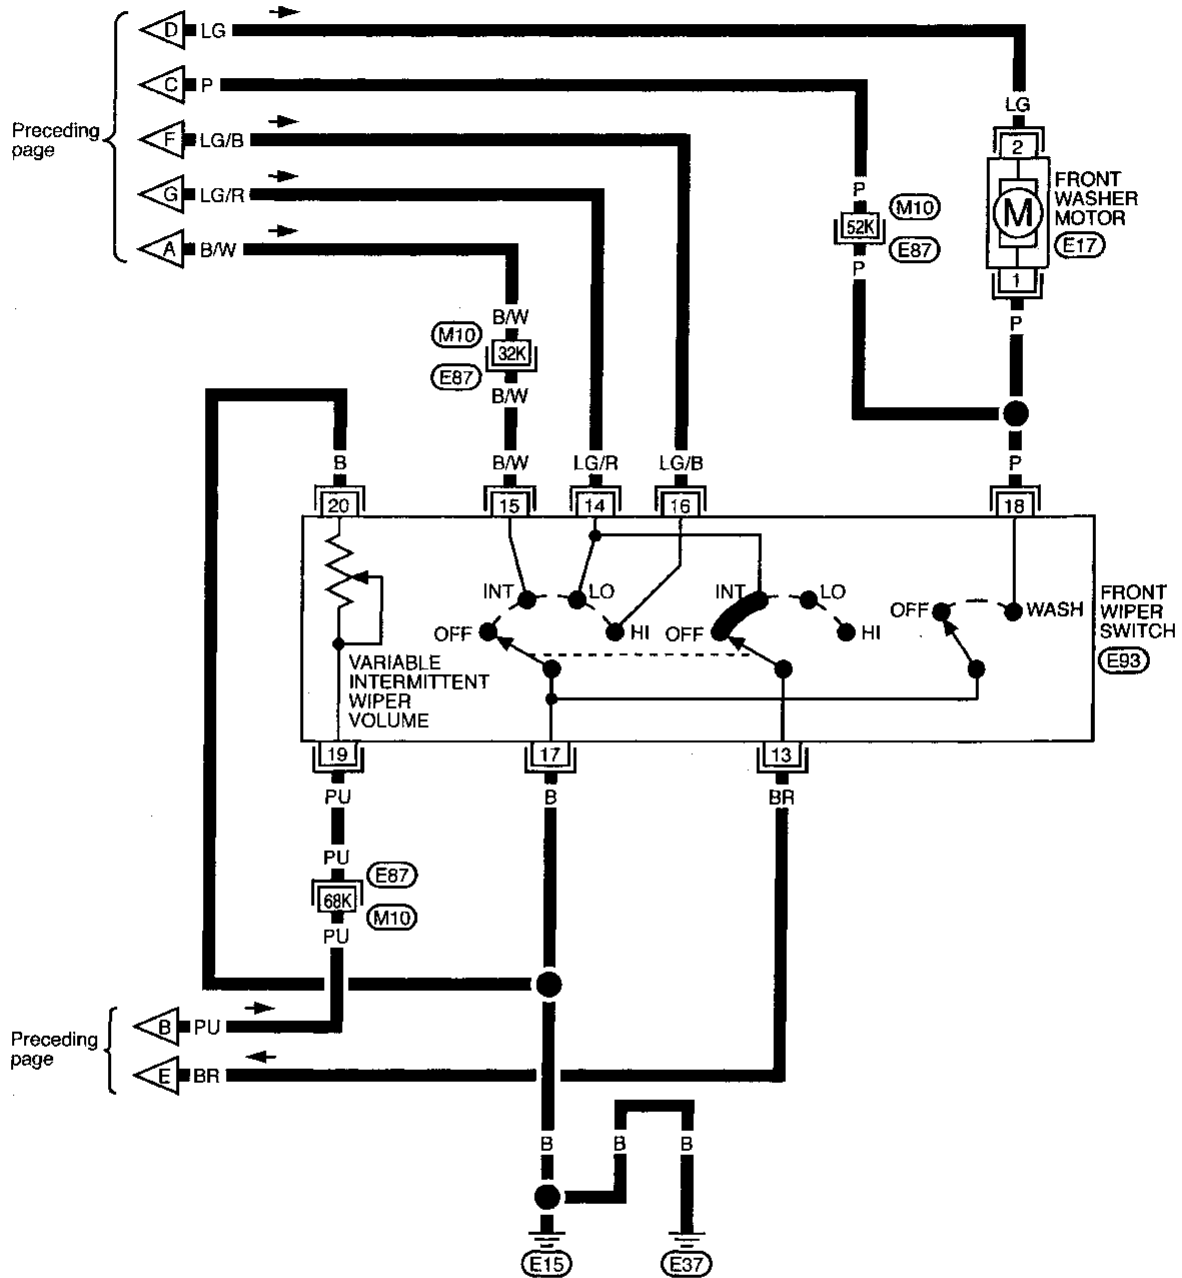 D LG
C P
Preceding
page
F LG/B
G LG/R
A B/W
LG
2
M
FRONT
WASHER
MOTOR
E17
1
P
P
52K
M10
E87
P
B/W
M10
32K
E87
B/W
B B/W LG/R LG/B P
20 15 14 16 18
INT LO
OFF HI
INT LO
OFF HI
OFF WASH
FRONT
WIPER
SWITCH
E93
VARIABLE
INTERMITTENT
WIPER
VOLUME
19 17 13
PU B BR
PU
E87
68K
M10
PU
Preceding
page
B PU
E BR
B B B
E15 E37